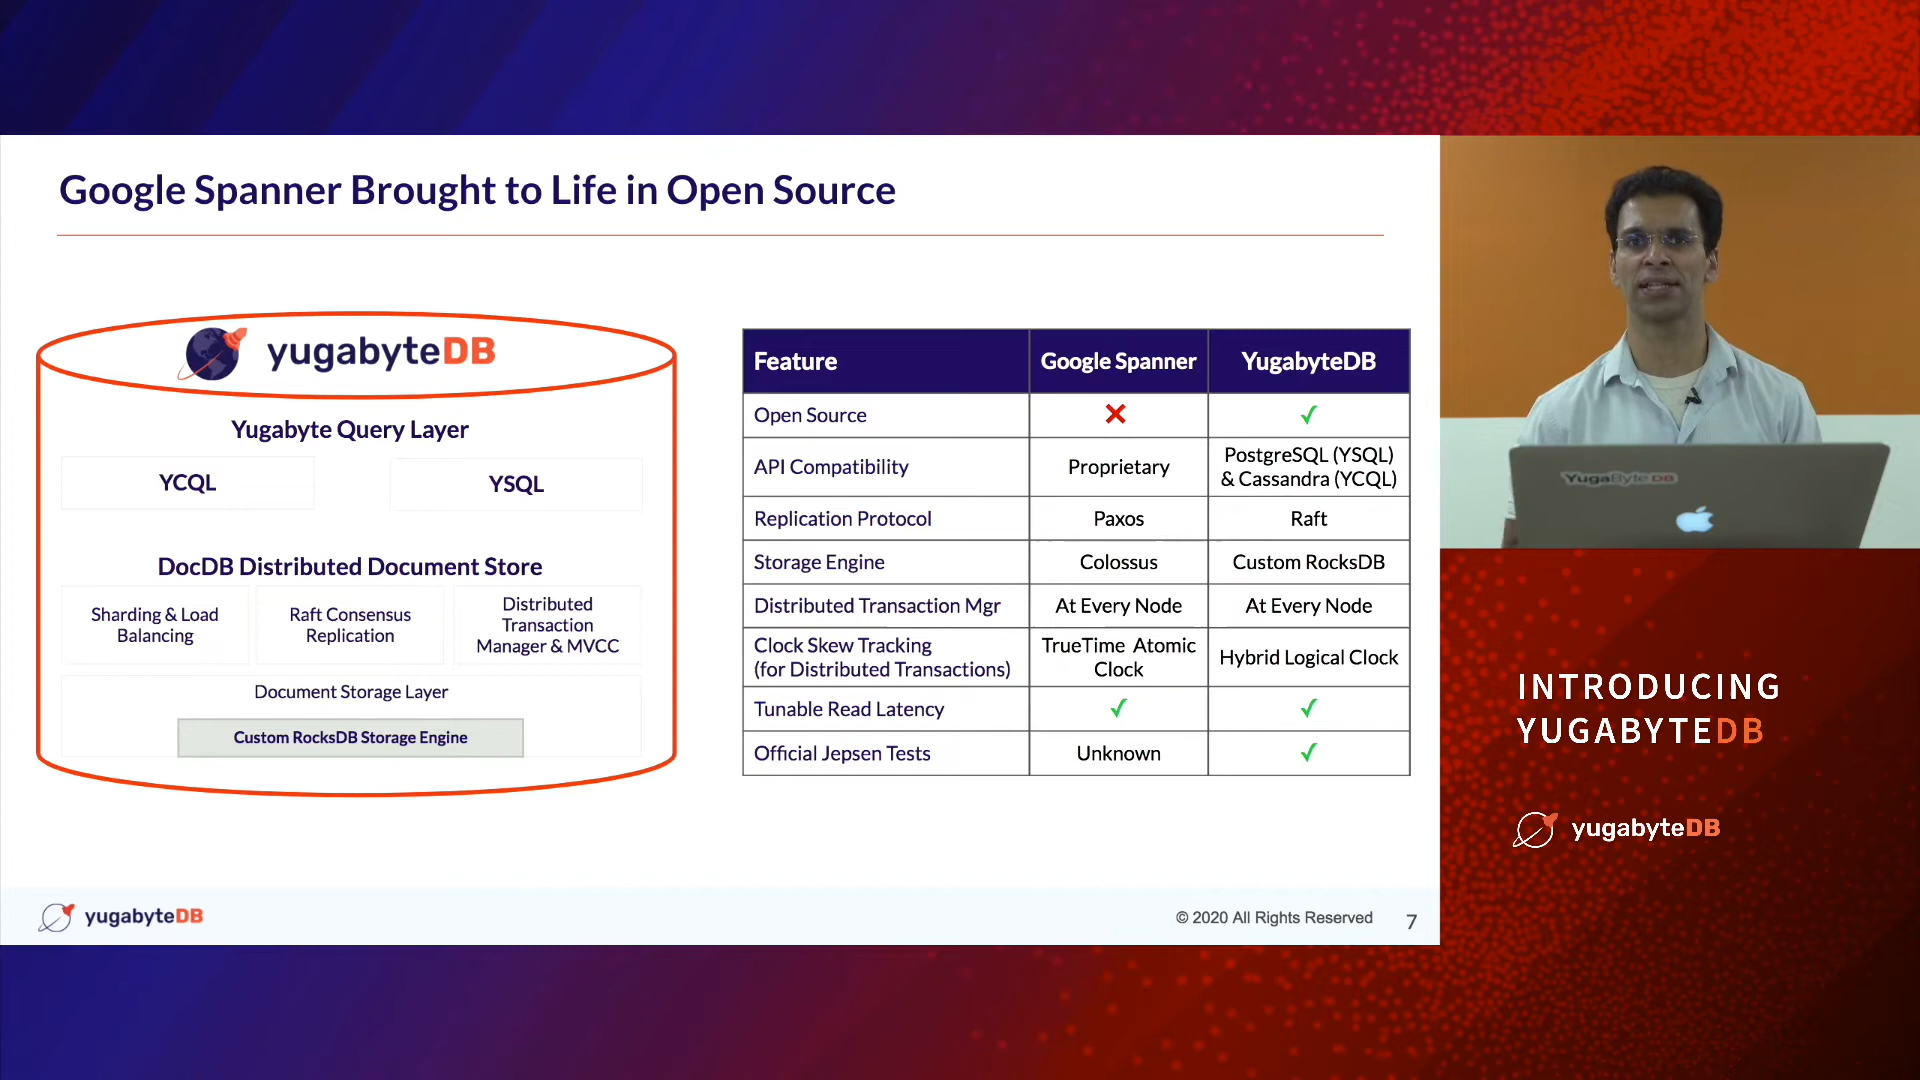 Google Spanner Brought to Life in Open Source
yugabyteDB
Yugabyte Query Layer
YCQL
YSQL
DocDB Distributed Document Store
Sharding & Load
Balancing
Raft Consensus
Replication
Distributed
Transaction
Manager & MVCC
Document Storage Layer
Custom RocksDB Storage Engine
Feature Google Spanner YugabyteDB
Open Source ✕ ✓
API Compatibility Proprietary PostgreSQL (YSQL)
& Cassandra (YCQL)
Replication Protocol Paxos Raft
Storage Engine Colossus Custom RocksDB
Distributed Transaction Mgr At Every Node At Every Node
Clock Skew Tracking
(for Distributed Transactions)
TrueTime Atomic
Clock
Hybrid Logical Clock
Tunable Read Latency ✓ ✓
Official Jepsen Tests Unknown ✓
yugabyteDB
© 2020 All Rights Reserved 7
YugaByte DB
INTRODUCING
YUGABYTEDB
yugabyteDB